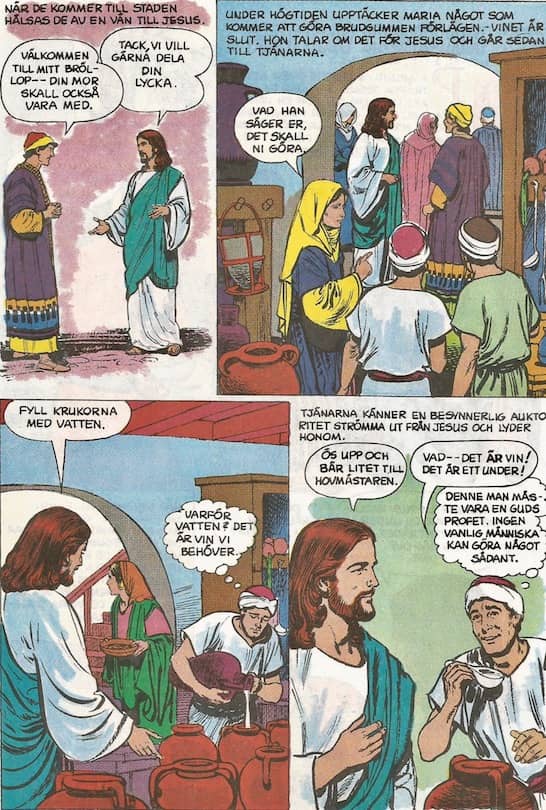 NÄR DE KOMMER TILL STADEN
HÄLSAS DE AV EN VÄN TILL JESUS.
VÄLKOMMEN
TILL MITT BRÖL-
LOP-- DIN MOR
SKALL OCKSÅ
VARA MED.
TACK, VI VILL
GÄRNA DELA
DIN
LYCKA.
UNDER HÖGTIDEN UPPTÄCKER MARIA NÅGOT SOM
KOMMER ATT GÖRA BRUDGUMMEN FÖRLÄGEN.-VINET ÄR
SLUT. HON TALAR OM DET FÖR JESUS OCH GÅR SEDAN
TILL TJÄNARNA.
VAD HAN
SÄGER ER,
DET SKALL
NI GÖRA.
FYLL KRUKORNA
MED VATTEN.
VARFÖR
VATTEN? DET
ÄR VIN VI
BEHÖVER.
TJÄNARNA KÄNNER EN BESYNNERLIG AUKTO
RITET STRÖMMA UT FRÅN JESUS OCH LYDER
HONOM.
ÖS UPP OCH
BÄR LITET TILL
HOVMÄSTAREN.
VAD--DET ÄR VIN!
DET ÄR ETT UNDER!
DENNE MAN MÅS-
TE VARA EN GUDS
PROFET. INGEN
VANLIG MÄNNISKA
KAN GÖRA NÅGOT
SÅDANT.